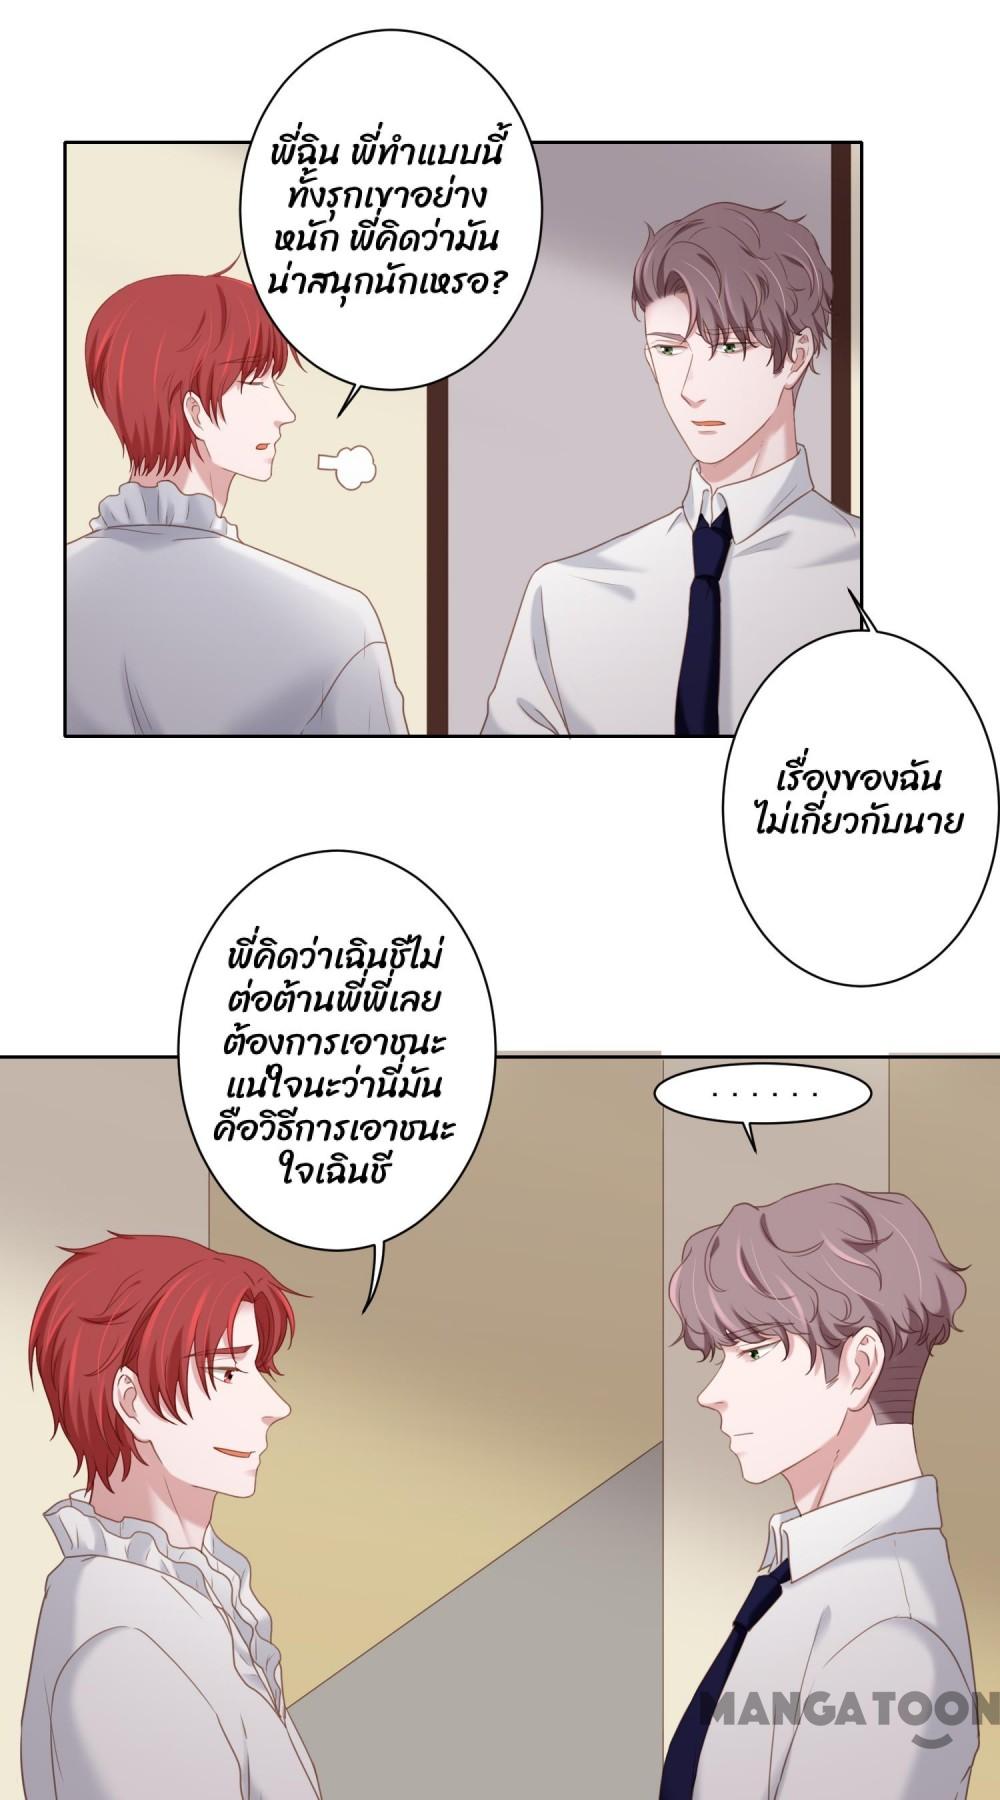 พี่ฉิน พี่ทำแบบนี้
ทั้งรุกเขาอย่าง
หนัก พี่คิดว่ามัน
น่าสนุกนักเหรอ?
เรื่องของฉัน
ไม่เกี่ยวกับนาย
พี่คิดว่าเฉินชีไม่
ต่อต้านพี่พี่เลย
ต้องการเอาชนะ
แน่ใจนะว่านี่มัน
คือวิธีการเอาชนะ
ใจเฉินชี
......
MANGATOON